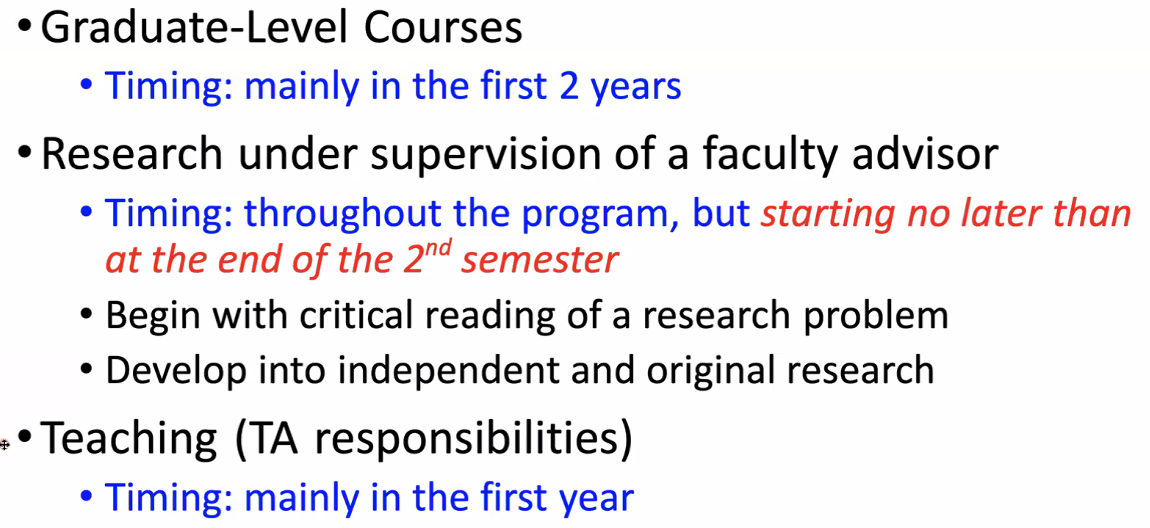 • Graduate-Level Courses
• Timing: mainly in the first 2 years
• Research under supervision of a faculty advisor
• Timing: throughout the program, but starting no later than
at the end of the 2nd semester
• Begin with critical reading of a research problem
• Develop into independent and original research
• Teaching (TA responsibilities)
• Timing: mainly in the first year